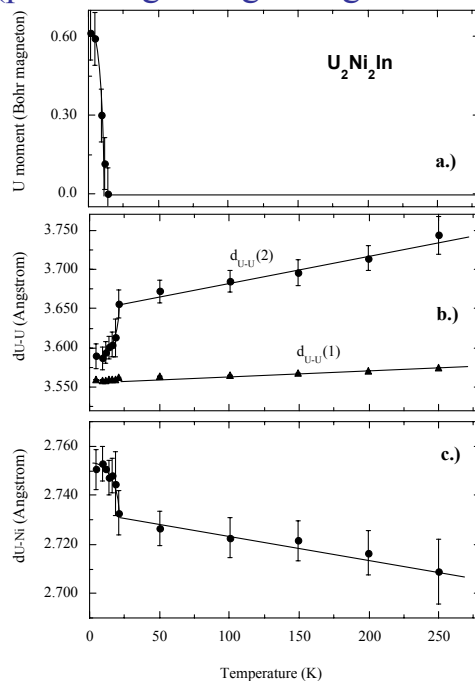 U₂Ni₂In
U moment (Bohr magneton)
0.60
0.30
0.0
a.)
dU-U (Angstrom)
3.750
3.700
3.650
3.600
3.550
d_U-U(2)
d_U-U(1)
b.)
dU-Ni (Angstrom)
2.760
2.740
2.720
2.700
c.)
0 50 100 150 200 250
Temperature (K)